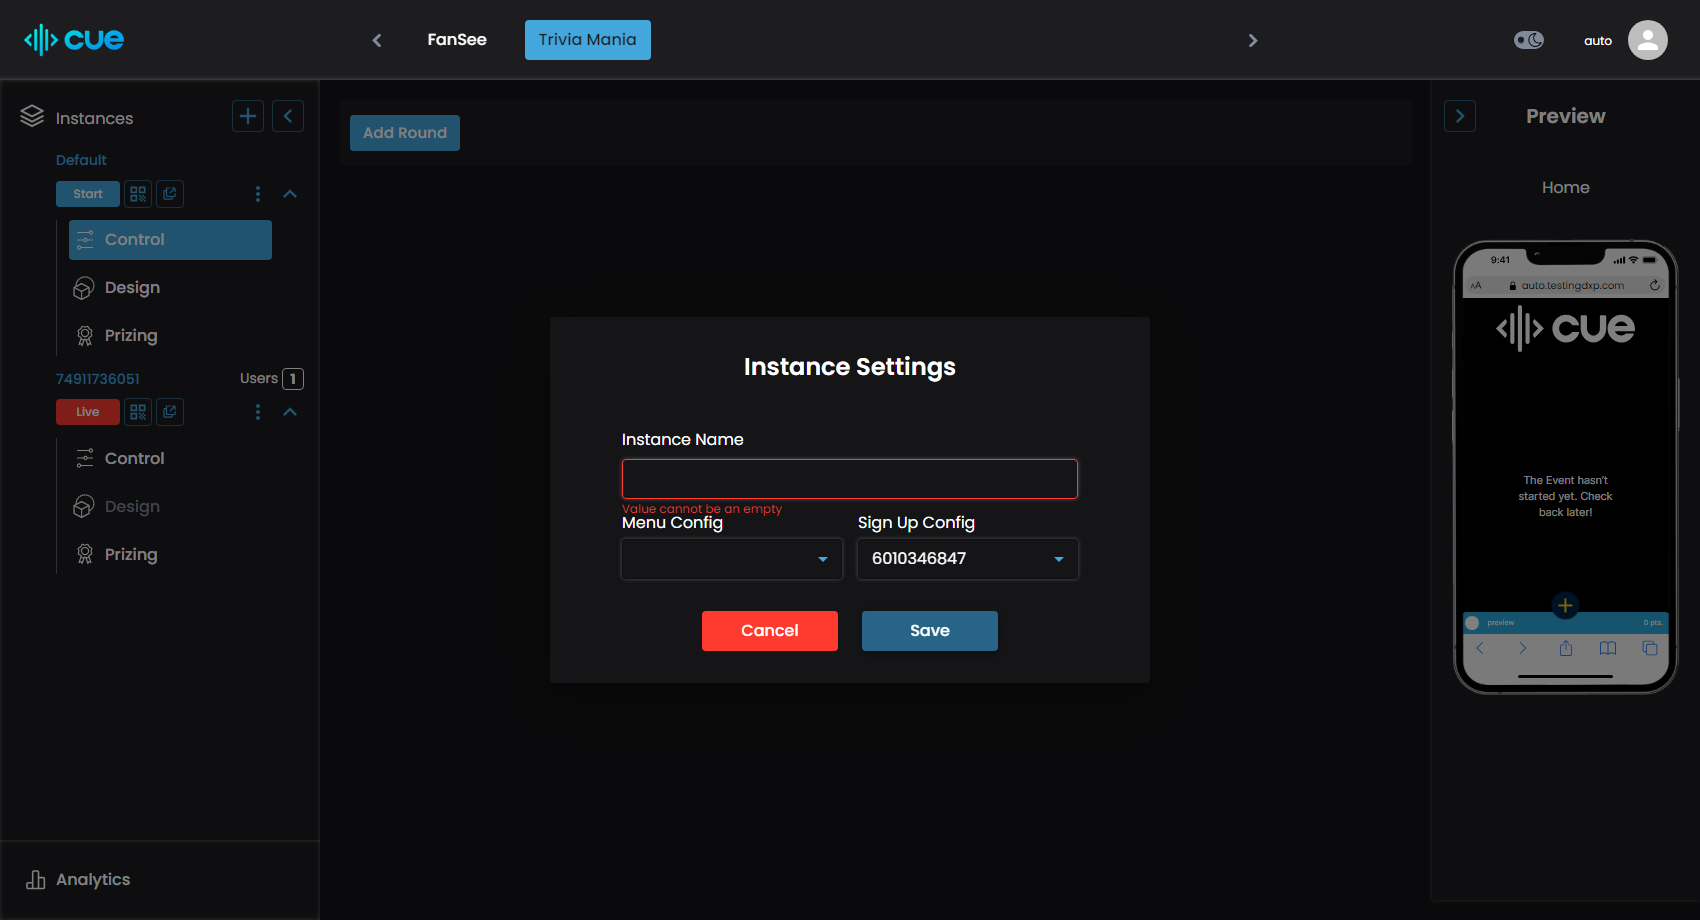 cue
FanSee
Trivia Mania
auto
Instances
Default
Start
Control
Design
Prizing
74911736051
Users 1
Live
Control
Design
Prizing
Analytics
Add Round
Instance Settings
Instance Name
Value cannot be an empty
Menu Config
Sign Up Config
6010346847
Cancel
Save
Preview
Home
9:41
AA
auto.testingdxp.com
cue
The Event hasn't
started yet. Check
back later!
preview
0 pts.